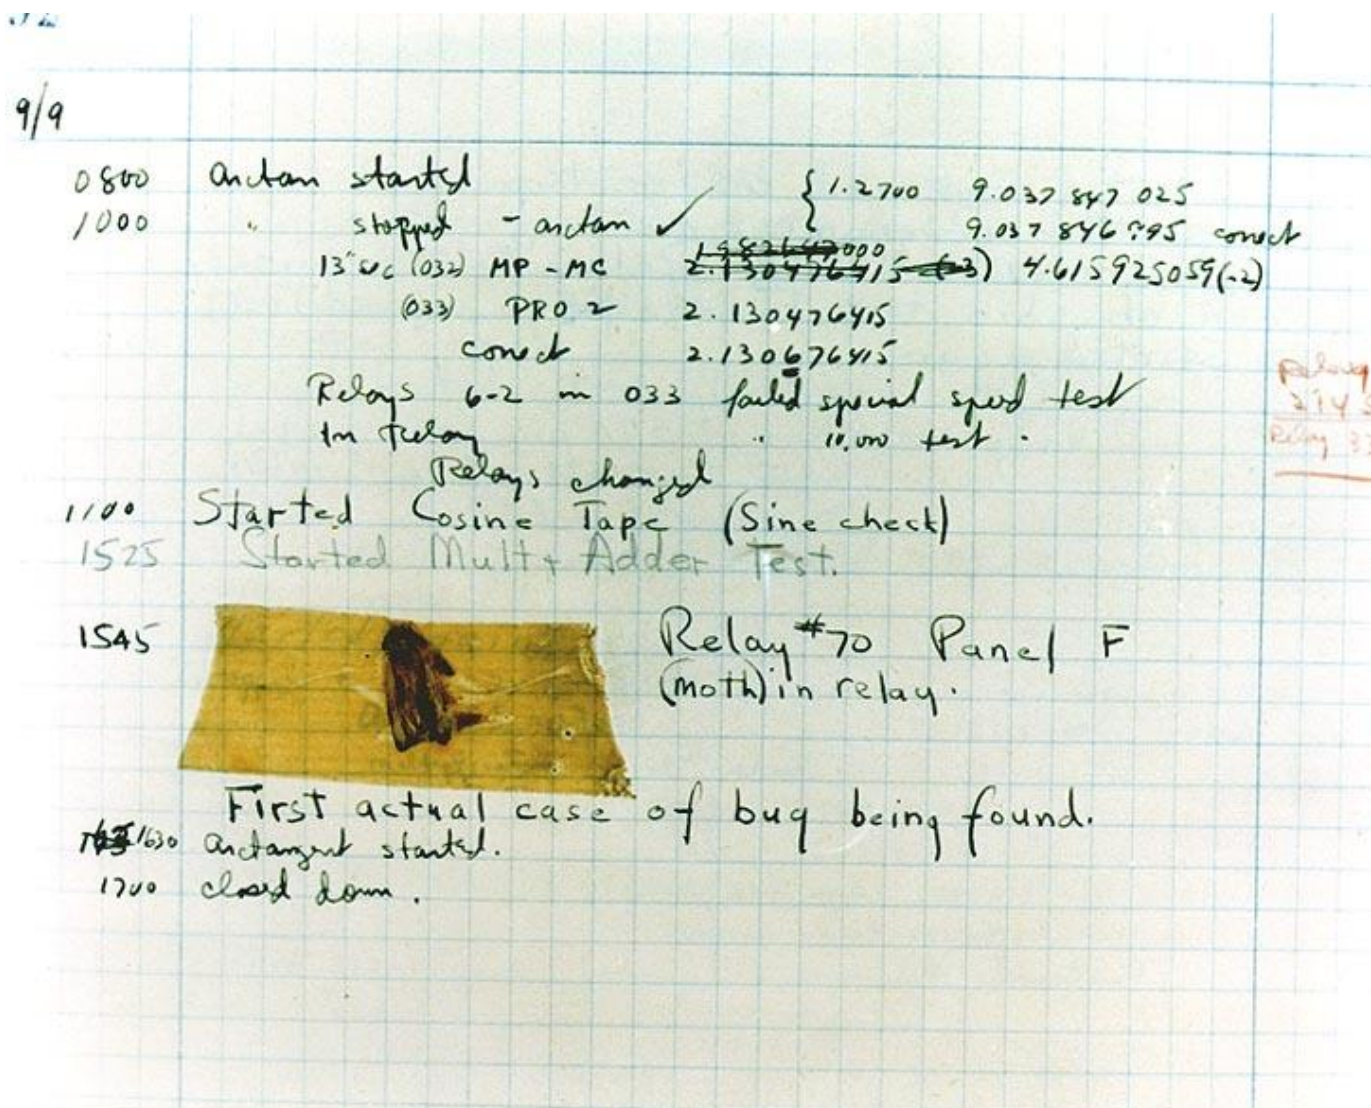 9/9
0800 arctan started { 1.2700 9.037 847 025
1000 " stopped - arctan ✓ 9.037 846 995 correct
13"uc (032) MP - MC 2.130476415 (-3) 4.615925059(-2)
(033) PRO 2 2.130476415
correct 2.130676415
Relays 6-2 in 033 failed special speed test
In Relay " 10,000 test .
Relays changed
1100 Started Cosine Tape (Sine check)
1525 Started Mult + Adder Test.
1545 Relay #70 Panel F
(moth) in relay.
First actual case of bug being found.
1630 arctangent started.
1700 closed down.
Relay
Relay